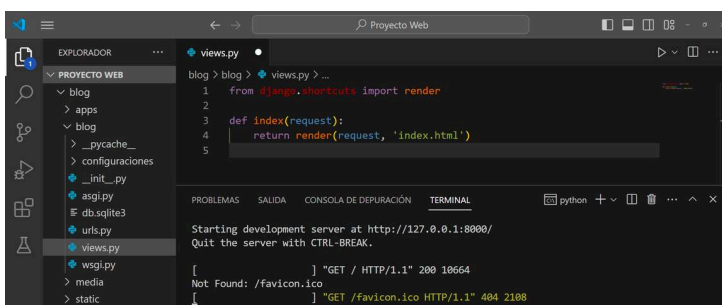 Proyecto Web
EXPLORADOR
views.py
PROYECTO WEB
blog
apps
blog
__pycache__
configuraciones
__init__.py
asgi.py
db.sqlite3
urls.py
views.py
wsgi.py
media
static
blog > blog > views.py > ...
1 from django.shortcuts import render
2
3 def index(request):
4 return render(request, 'index.html')
5
PROBLEMAS SALIDA CONSOLA DE DEPURACIÓN TERMINAL python
Starting development server at http://127.0.0.1:8000/
Quit the server with CTRL-BREAK.
[ ] "GET / HTTP/1.1" 200 10664
Not Found: /favicon.ico
[ ] "GET /favicon.ico HTTP/1.1" 404 2108